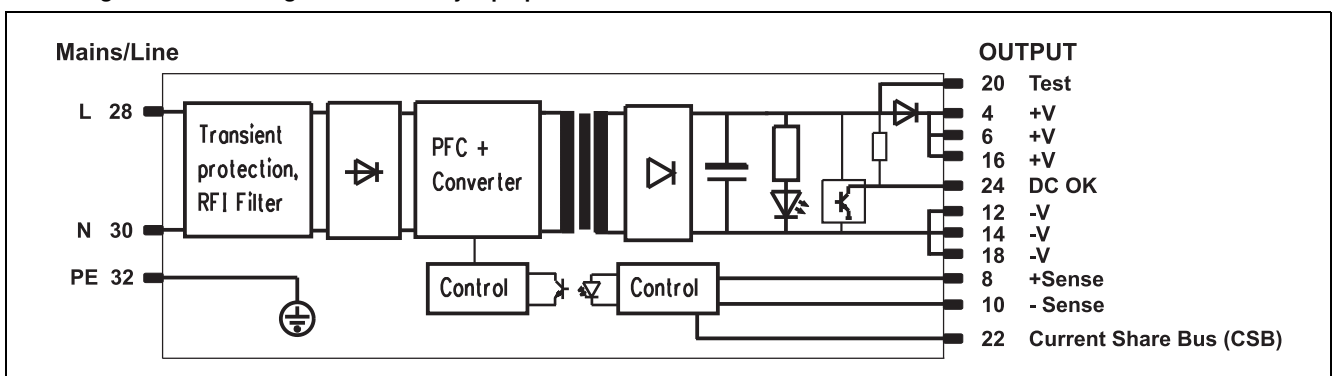 Mains/Line
OUTPUT
L 28
N 30
PE 32
Transient
protection,
RFI Filter
PFC +
Converter
Control
Control
20 Test
4 +V
6 +V
16 +V
24 DC OK
12 -V
14 -V
18 -V
8 +Sense
10 - Sense
22 Current Share Bus (CSB)